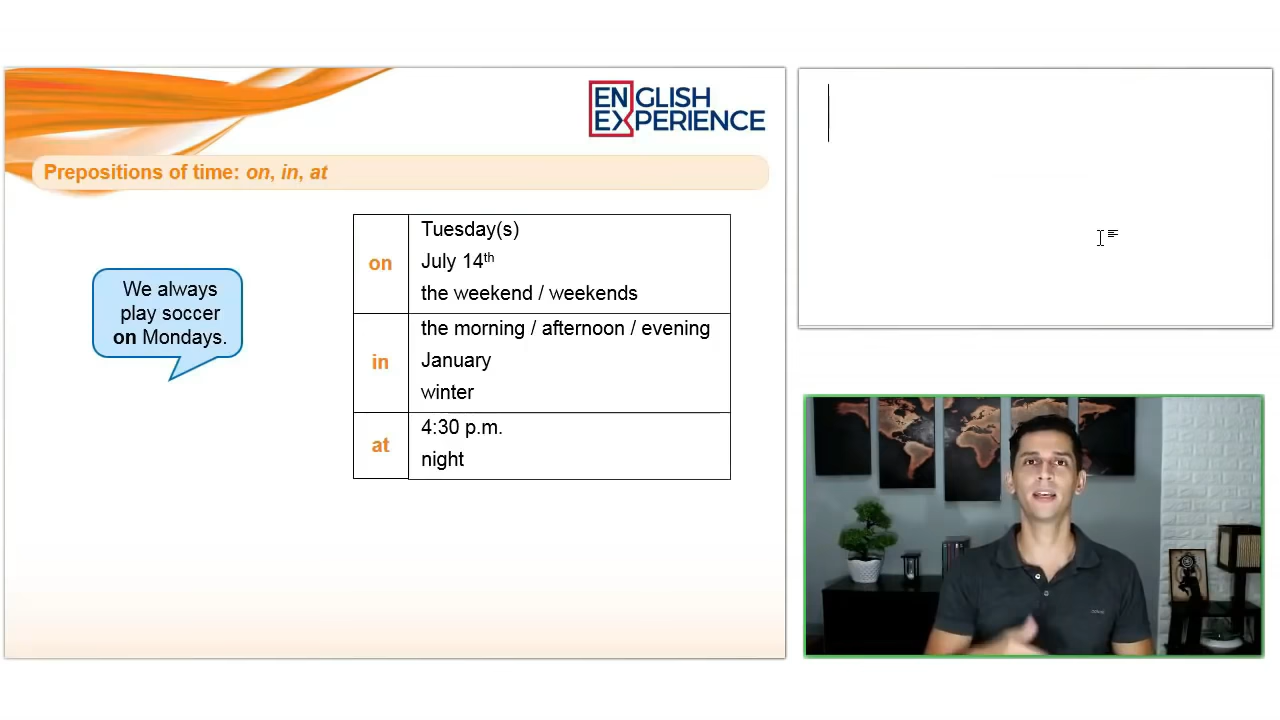 ENGLISH
EXPERIENCE
Prepositions of time: on, in, at
We always
play soccer
on Mondays.
on
Tuesday(s)
July 14th
the weekend / weekends
in
the morning / afternoon / evening
January
winter
at
4:30 p.m.
night